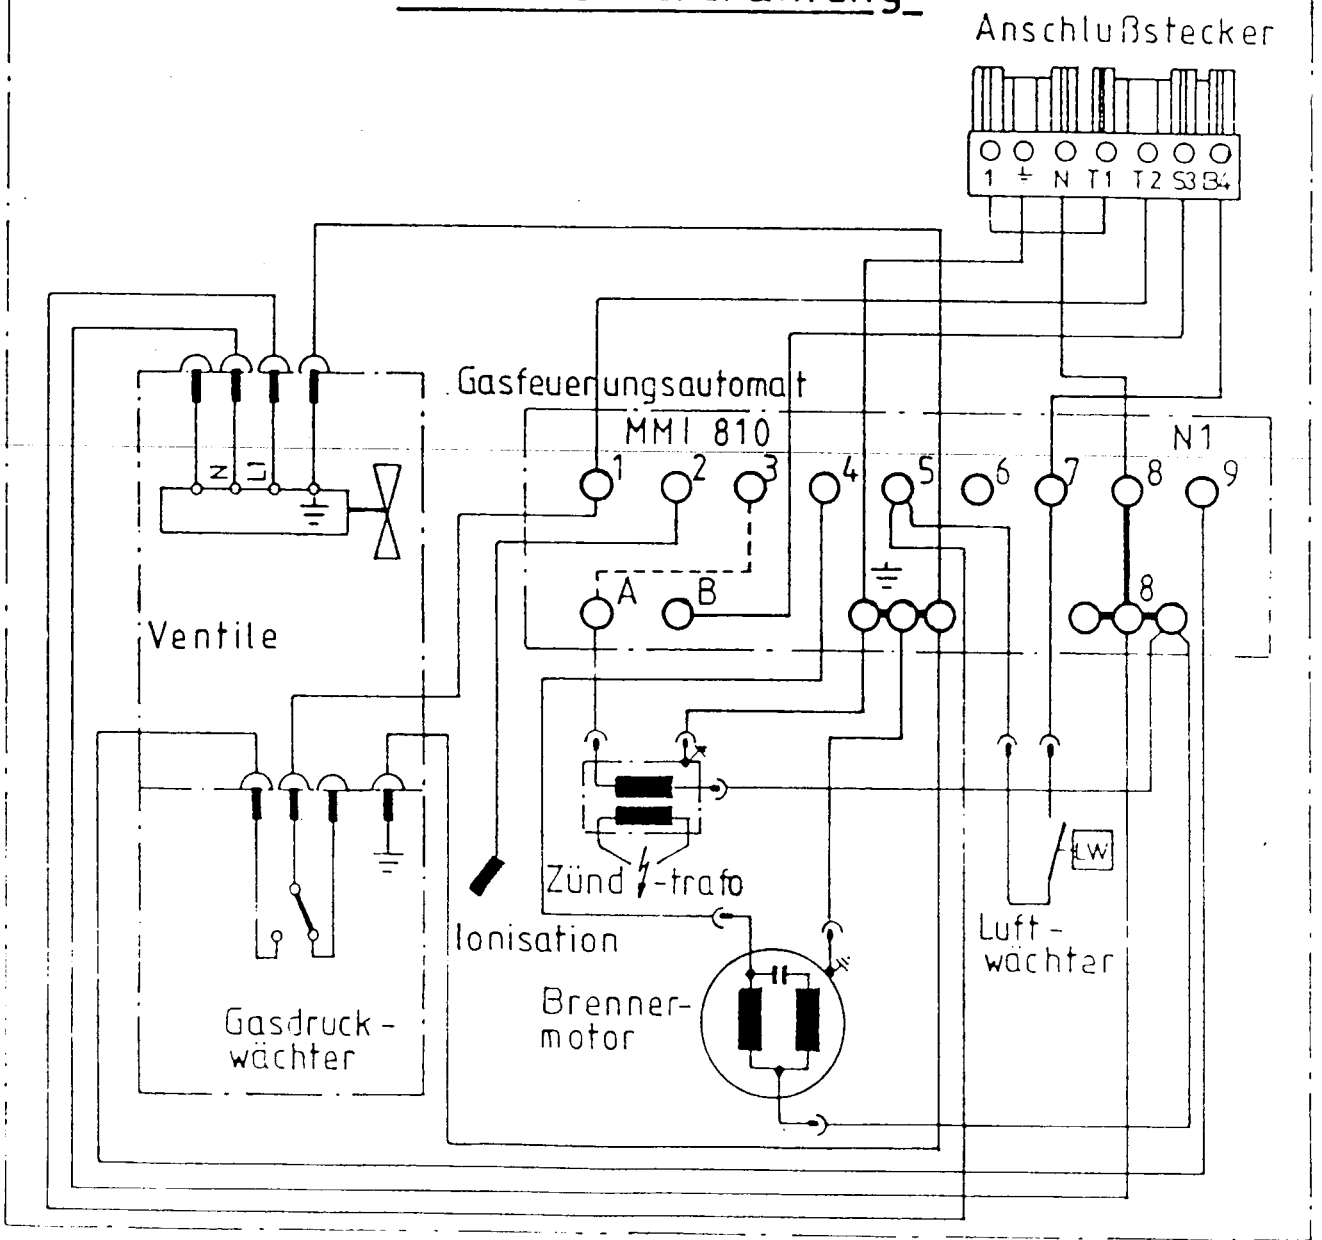 Anschlußstecker
1 N T1 T2 S3 B4
Gasfeuerungsautomat
MMI 810
N1
1 2 3 4 5 6 7 8 9
N L1
A B
8
Ventile
LW
Zünd-trafo
Ionisation
Luft-
wächter
Brenner-
motor
Gasdruck-
wächter